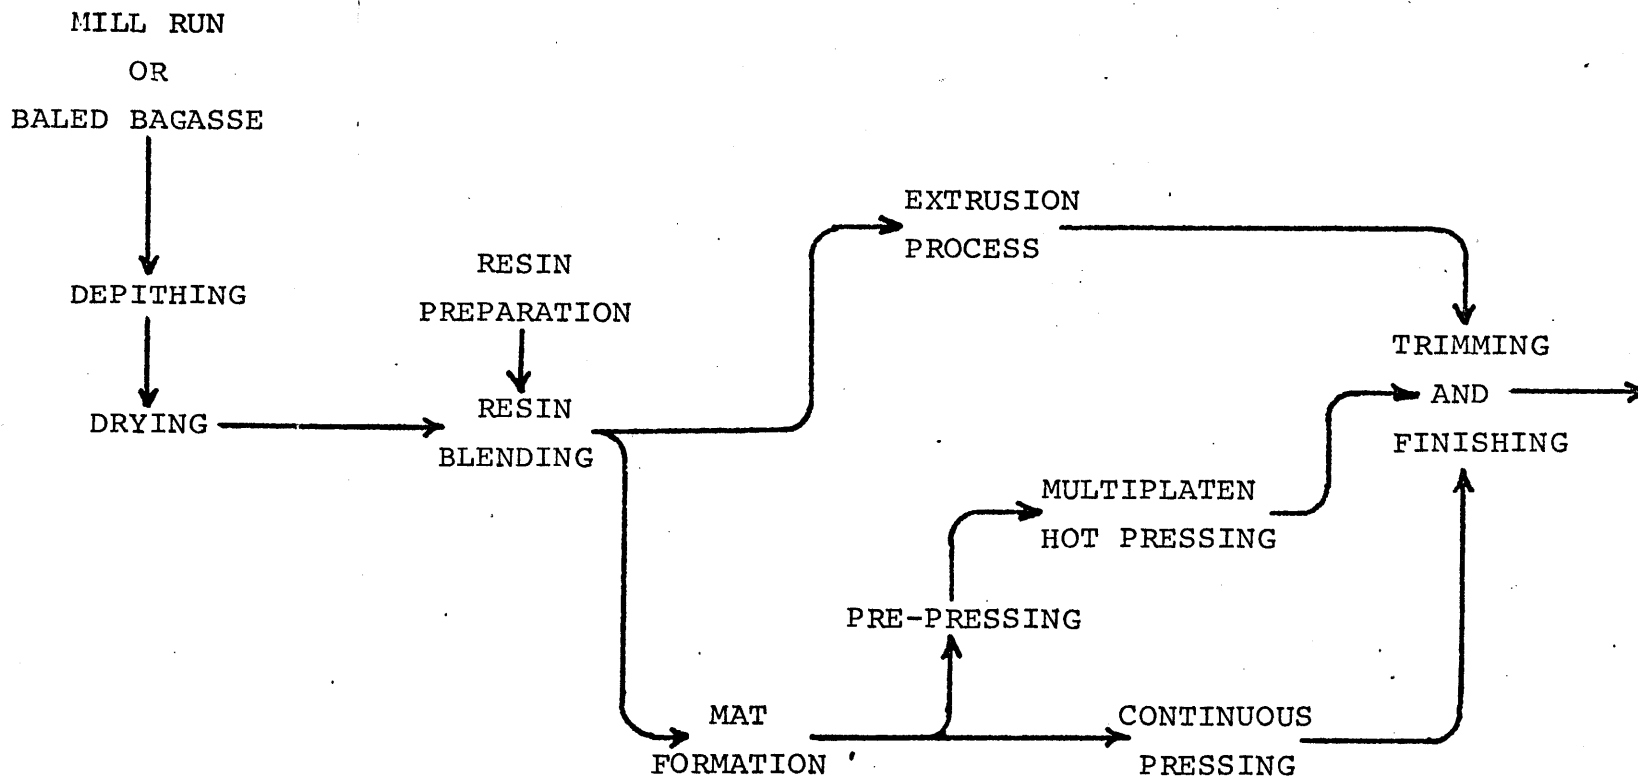 MILL RUN
OR
BALED BAGASSE
DEPITHING
DRYING
RESIN
PREPARATION
RESIN
BLENDING
EXTRUSION
PROCESS
MAT
FORMATION
PRE-PRESSING
MULTIPLATEN
HOT PRESSING
CONTINUOUS
PRESSING
TRIMMING
AND
FINISHING